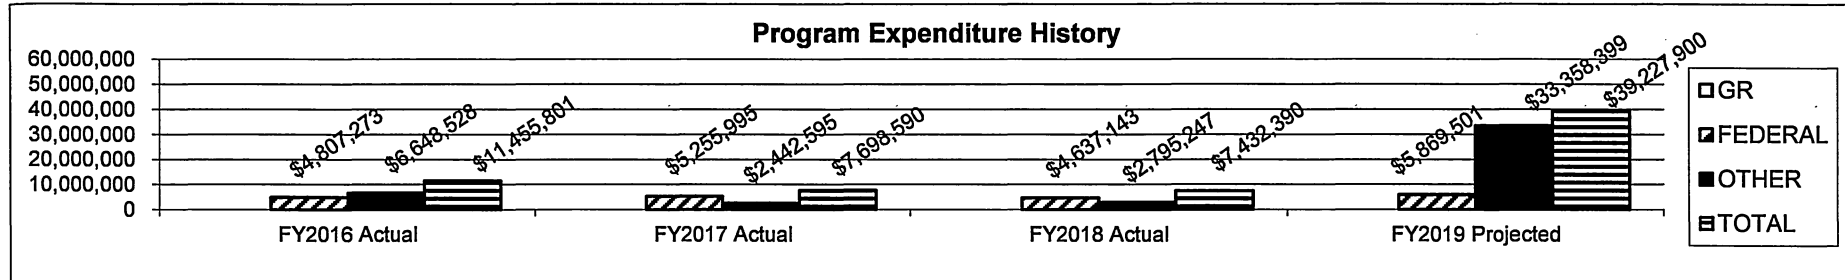 Program Expenditure History
60,000,000
50,000,000
40,000,000
30,000,000
20,000,000
10,000,000
0
$4,807,273
$6,648,528
$11,455,801
$5,255,995
$2,442,595
$7,698,590
$4,637,143
$2,795,247
$7,432,390
$5,869,501
$33,358,399
$39,227,900
FY2016 Actual
FY2017 Actual
FY2018 Actual
FY2019 Projected
GR
FEDERAL
OTHER
TOTAL